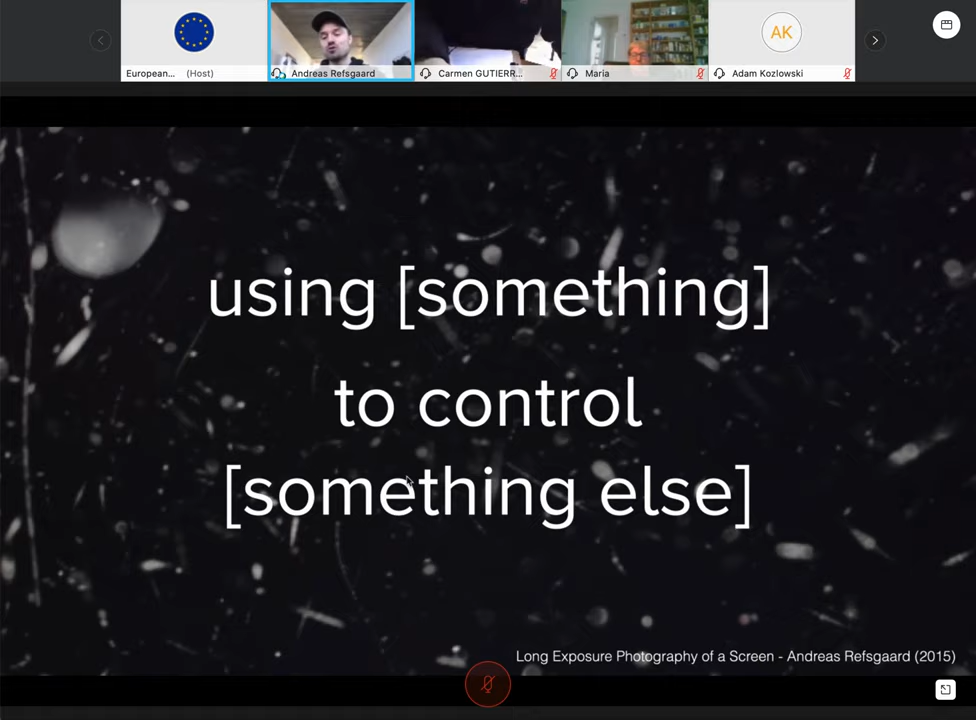 European... (Host)
Andreas Refsgaard
Carmen GUTIERR...
Maria
AK
Adam Kozlowski
using [something]
to control
[something else]
Long Exposure Photography of a Screen - Andreas Refsgaard (2015)